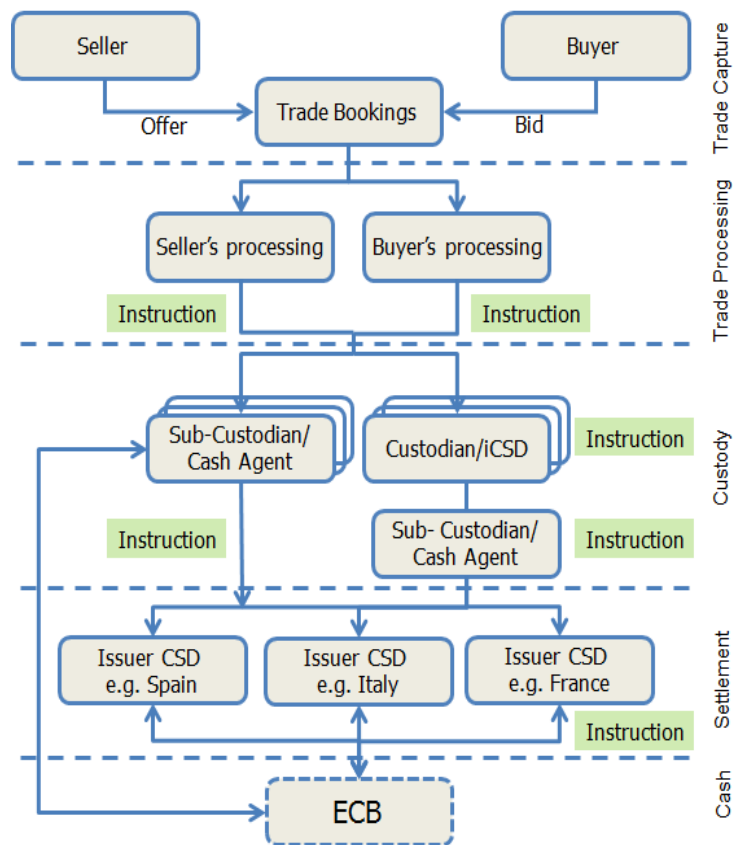 Seller
Buyer
Trade Capture
Trade Bookings
Offer
Bid
Seller's processing
Buyer's processing
Trade Processing
Instruction
Instruction
Sub-Custodian/
Cash Agent
Custodian/iCSD
Instruction
Custody
Instruction
Sub- Custodian/
Cash Agent
Instruction
Issuer CSD
e.g. Spain
Issuer CSD
e.g. Italy
Issuer CSD
e.g. France
Settlement
Instruction
Cash
ECB